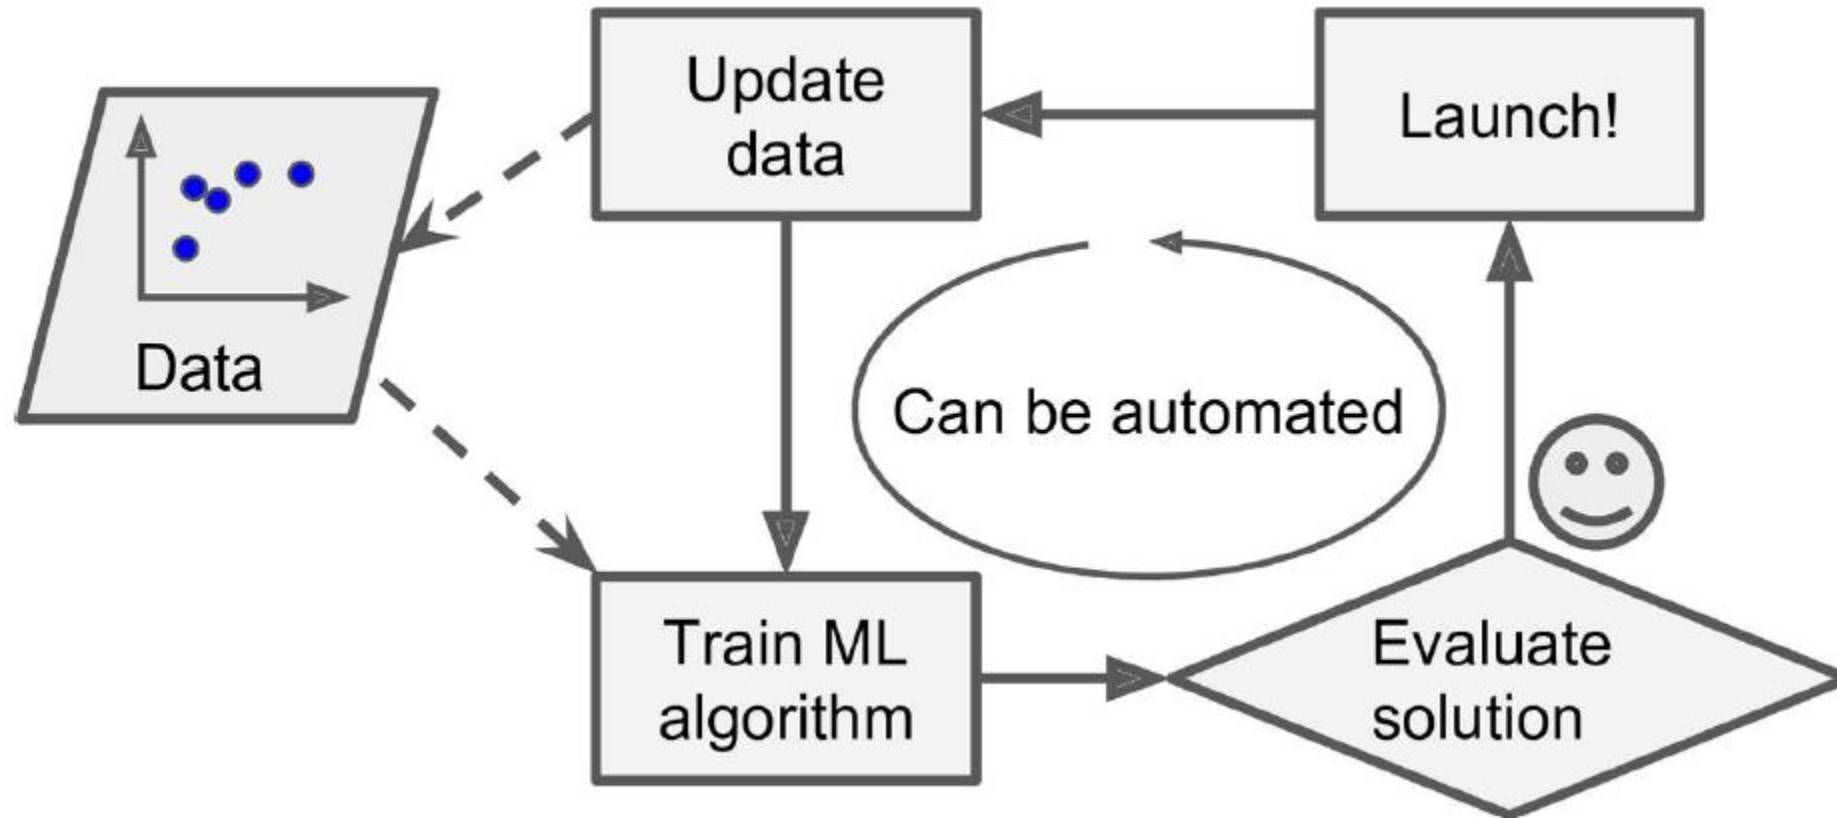 Update
data
Launch!
Data
Can be automated
Train ML
algorithm
Evaluate
solution